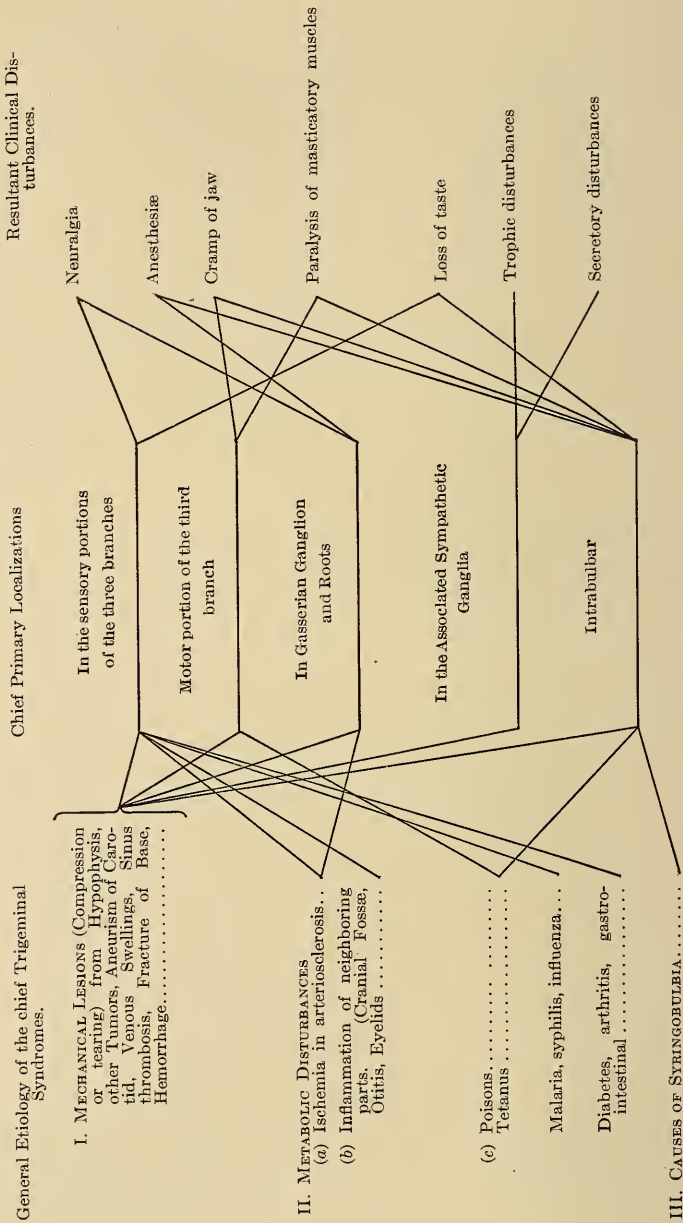 General Etiology of the chief Trigeminal
Syndromes.
Chief Primary Localizations
Resultant Clinical Dis-
turbances.
I. MECHANICAL LESIONS (Compression
or tearing) from Hypophysis,
other Tumors, Aneurism of Caro-
tid, Venous Swellings, Sinus
thrombosis, Fracture of Base,
Hemorrhage..................
II. METABOLIC DISTURBANCES
(a) Ischemia in arteriosclerosis..
(b) Inflammation of neighboring
parts. (Cranial Fossæ,
Otitis, Eyelids ............
(c) Poisons......................
Tetanus ......................
Malaria, syphilis, influenza...
Diabetes, arthritis, gastro-
intestinal ..................
III. CAUSES OF SYRINGOBULBIA........
In the sensory portions
of the three branches
Motor portion of the third
branch
In Gasserian Ganglion
and Roots
In the Associated Sympathetic
Ganglia
Intrabulbar
Neuralgia
Anesthesiæ
Cramp of jaw
Paralysis of masticatory muscles
Loss of taste
Trophic disturbances
Secretory disturbances